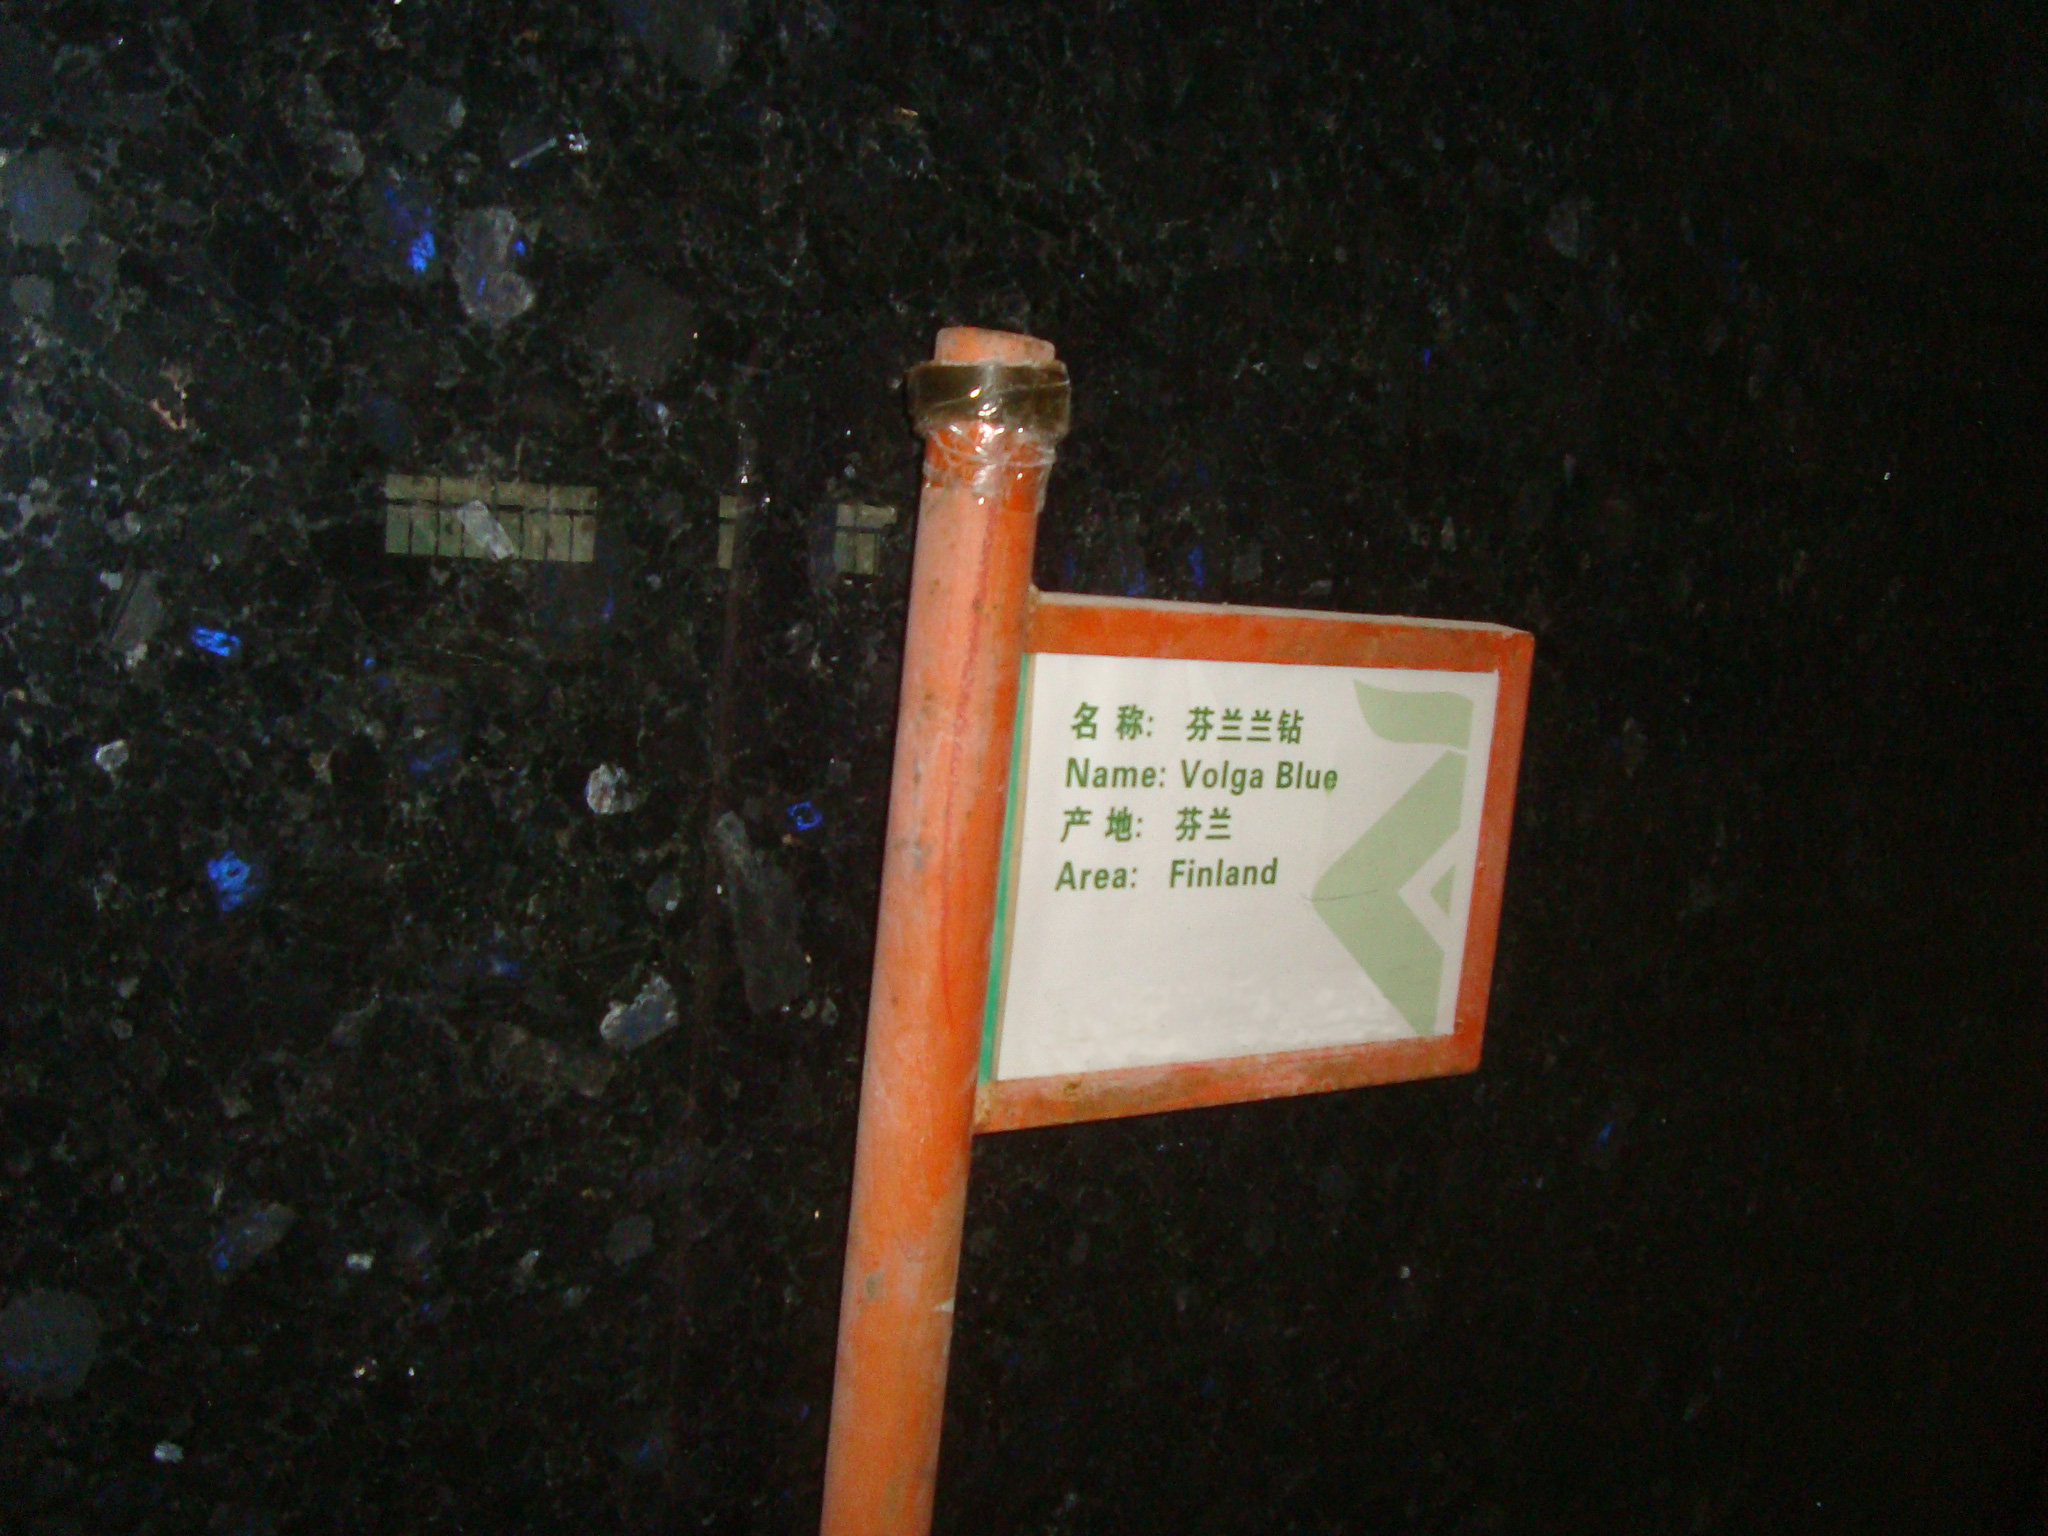 名 称: 芬兰兰钻
Name: Volga Blue
产 地: 芬兰
Area: Finland